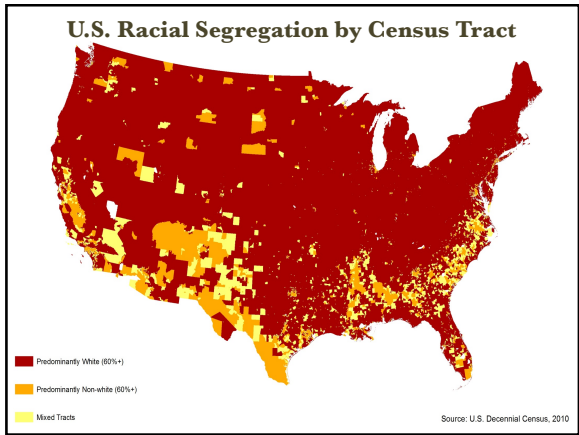 U.S. Racial Segregation by Census Tract
Predominantly White (60%+)
Predominantly Non-white (60%+)
Mixed Tracts
Source: U.S. Decennial Census, 2010